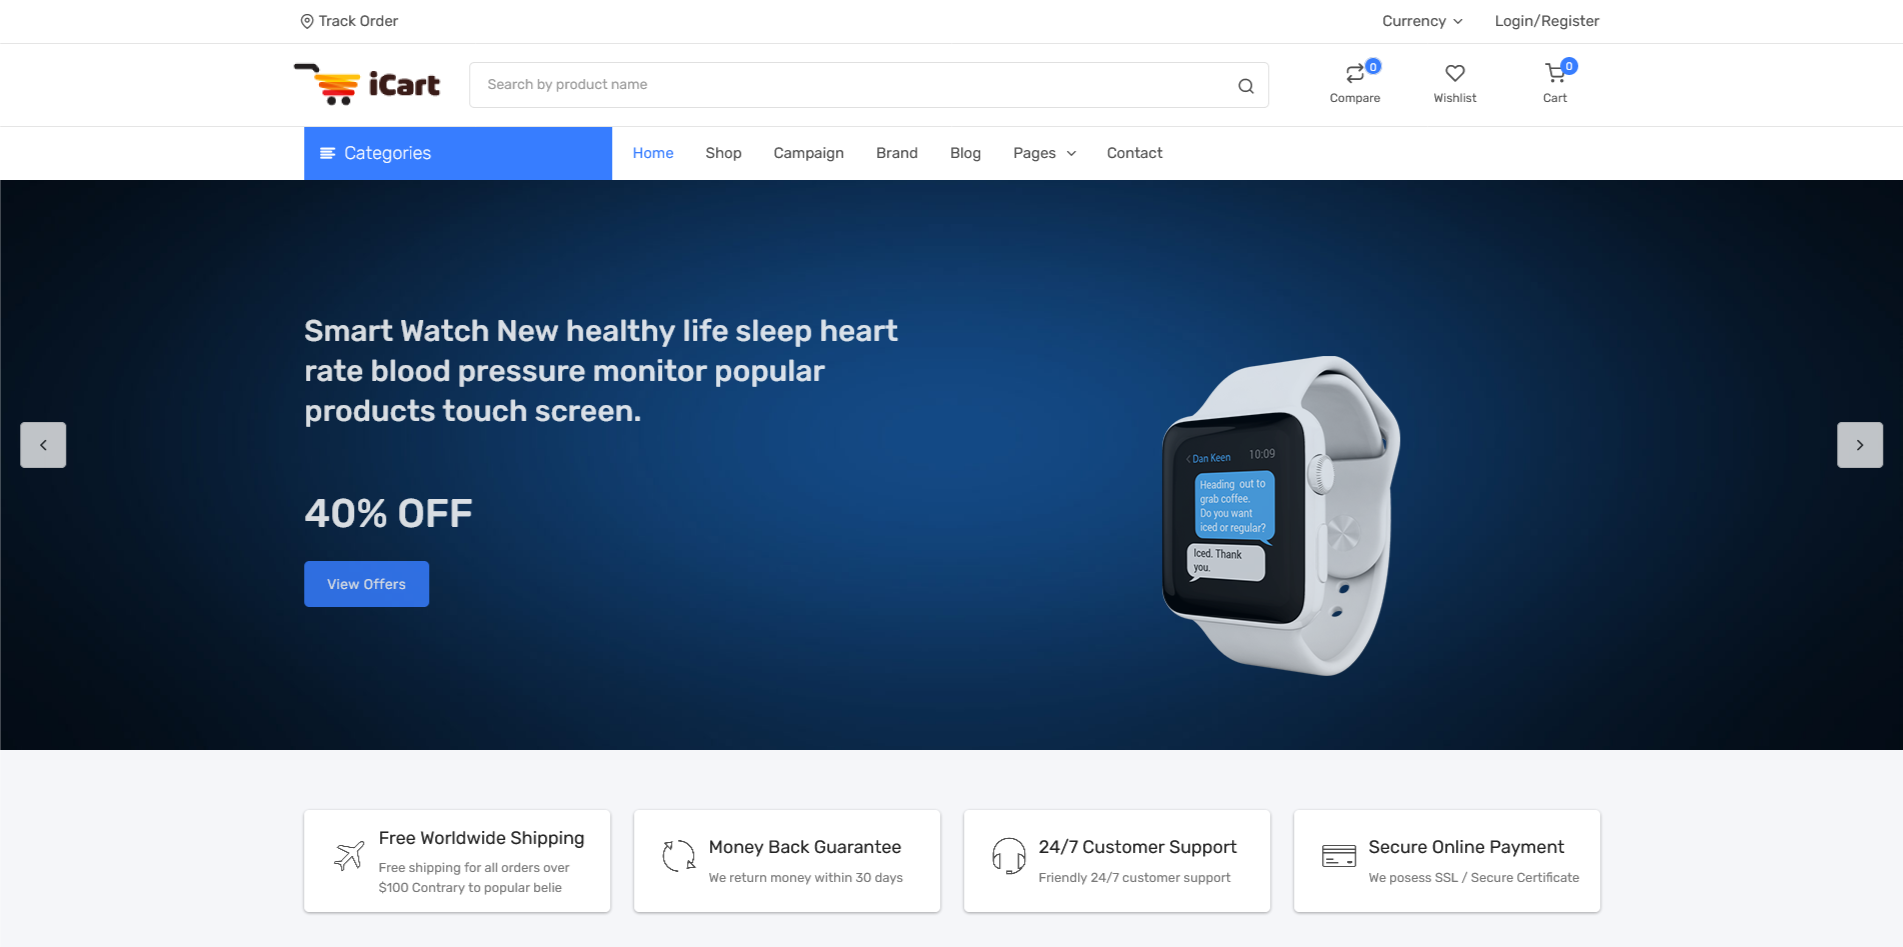 Track Order
Currency
Login/Register
iCart
Search by product name
0
Compare
Wishlist
0
Cart
Categories
Home
Shop
Campaign
Brand
Blog
Pages
Contact
Smart Watch New healthy life sleep heart
rate blood pressure monitor popular
products touch screen.
40% OFF
View Offers
Dan Keen 10:09
Heading out to
grab coffee.
Do you want
iced or regular?
Iced. Thank
you.
Free Worldwide Shipping
Free shipping for all orders over
$100 Contrary to popular belie
Money Back Guarantee
We return money within 30 days
24/7 Customer Support
Friendly 24/7 customer support
Secure Online Payment
We posess SSL / Secure Certificate